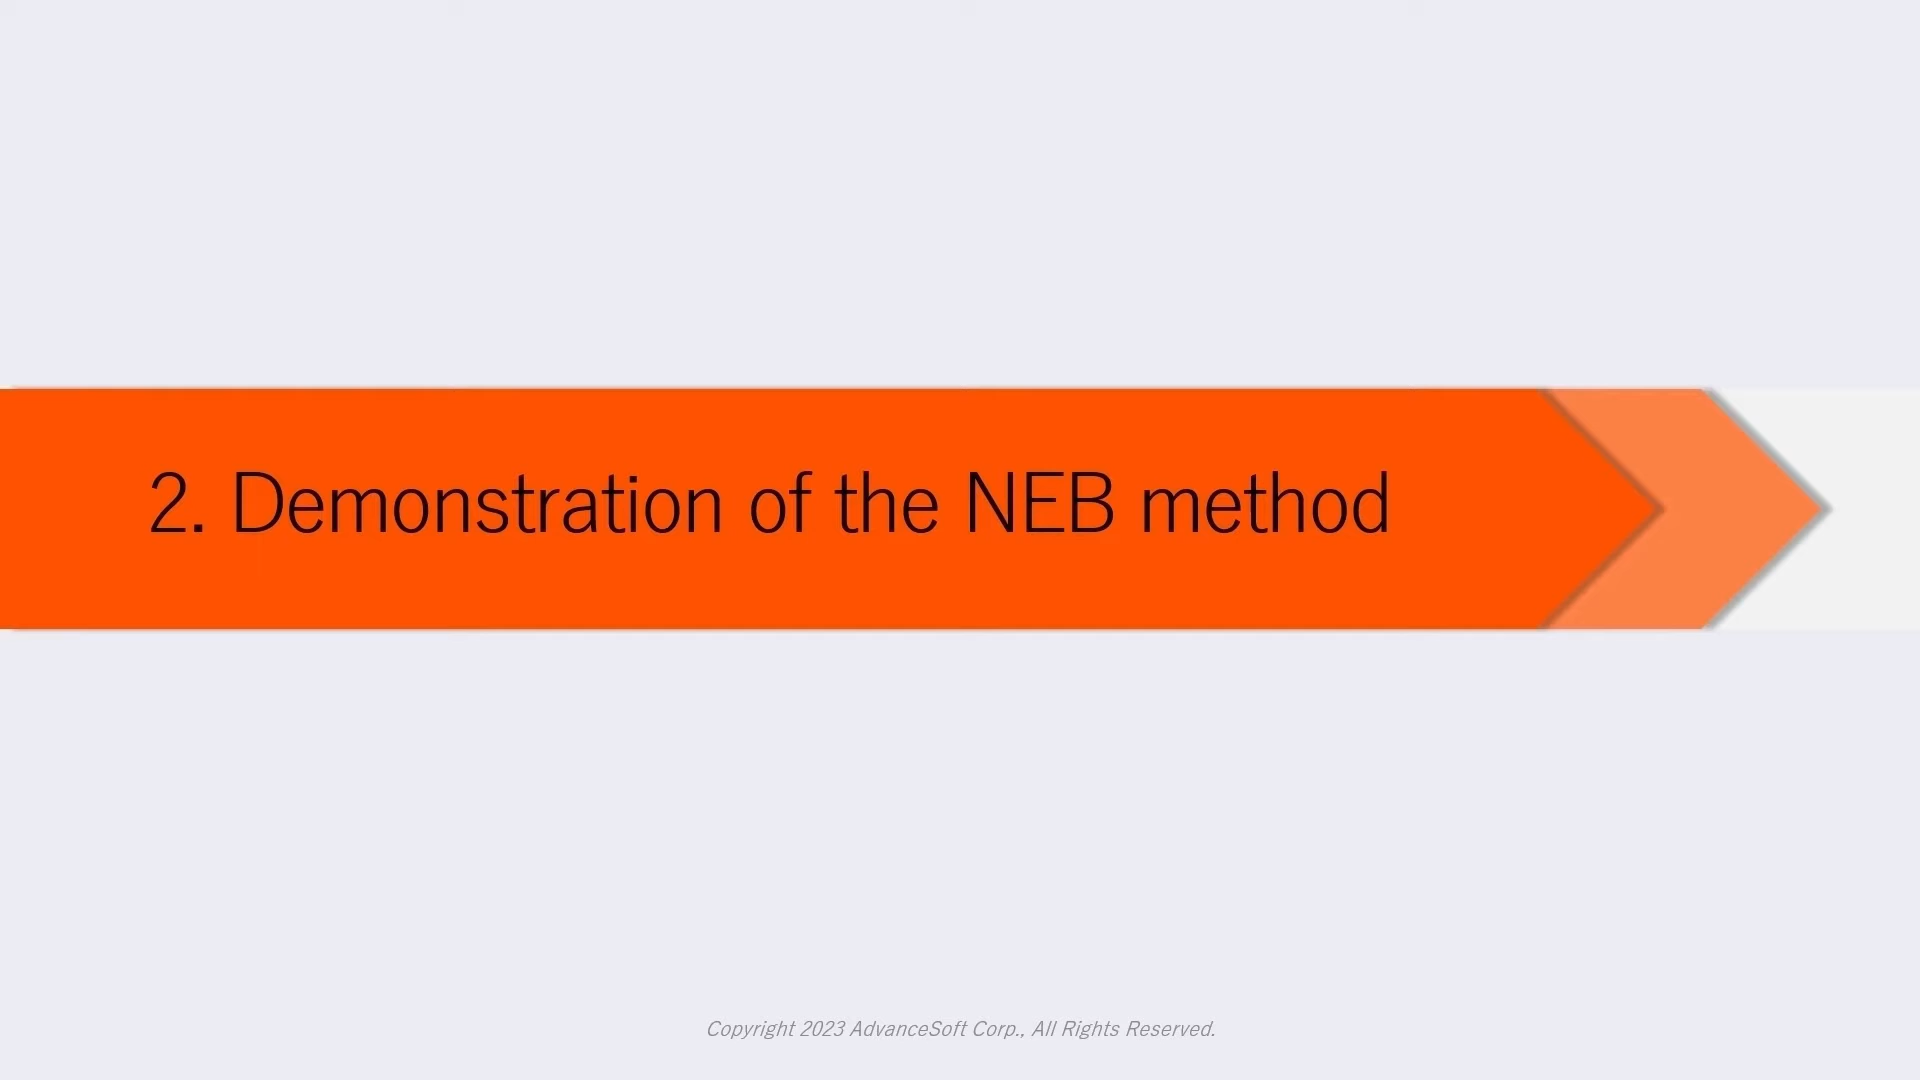 2. Demonstration of the NEB method
Copyright 2023 AdvanceSoft Corp., All Rights Reserved.